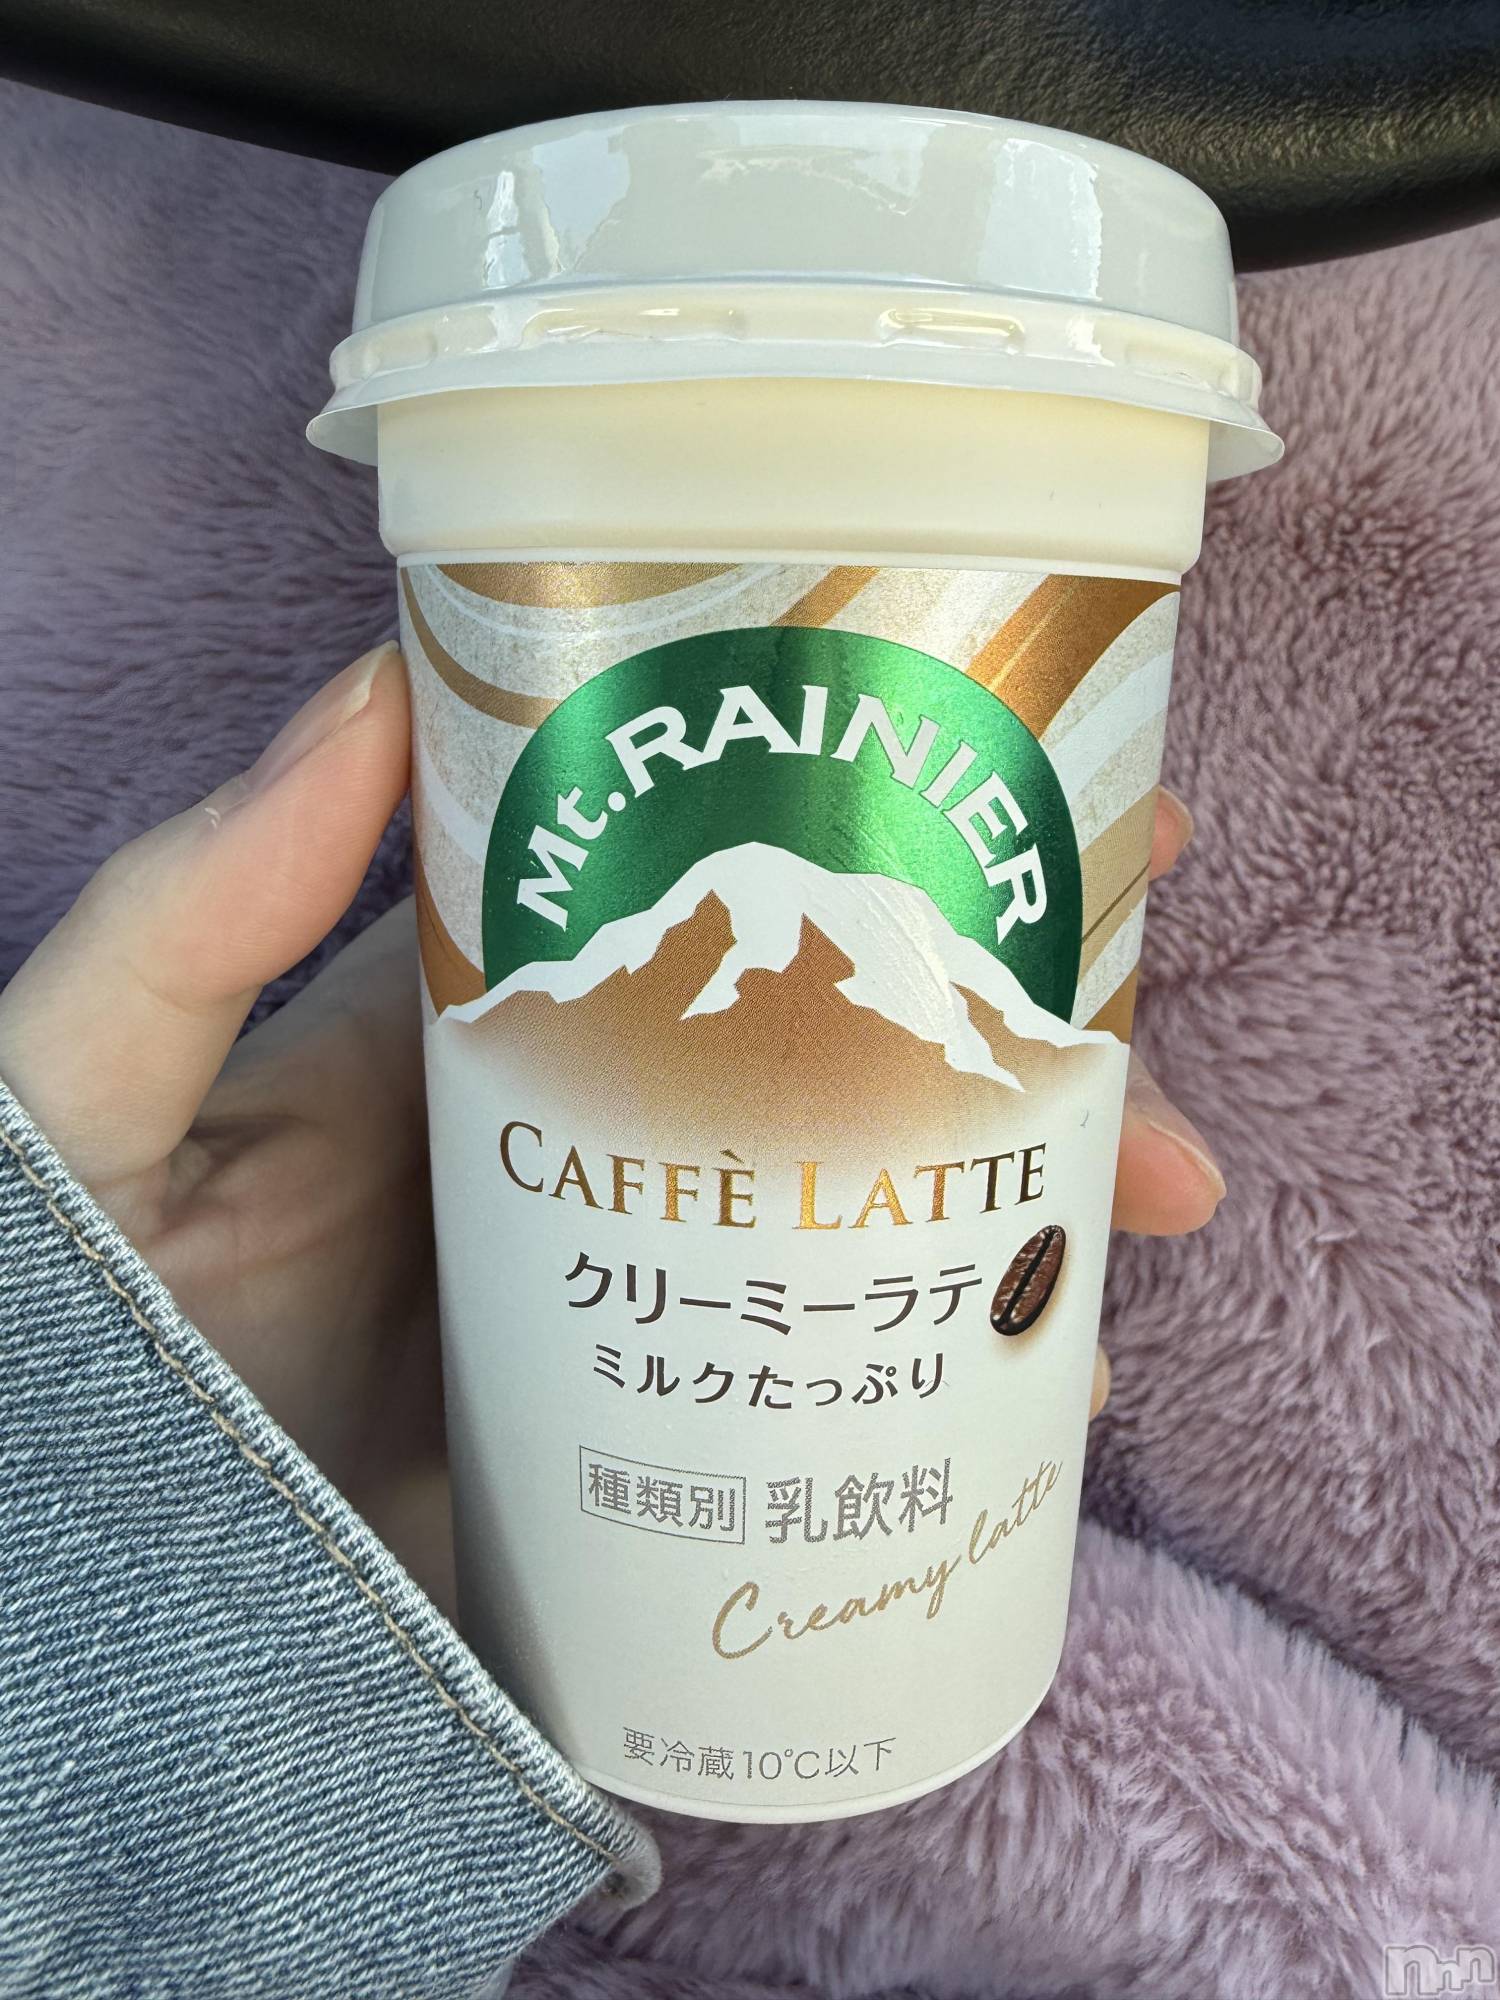 Mt. RAINIER
CAFFÈ LATTE
クリーミーラテ
ミルクたっぷり
種類別 乳飲料
Creamy latte
要冷蔵10℃以下